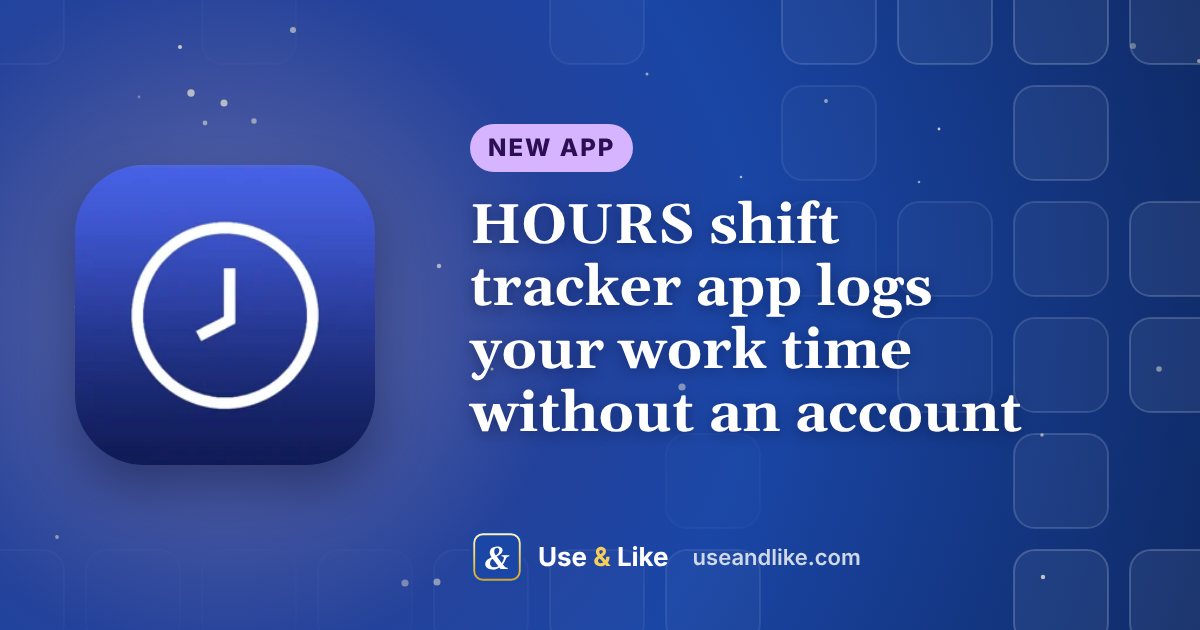 NEW APP
HOURS shift
tracker app logs
your work time
without an account
& Use & Like useandlike.com